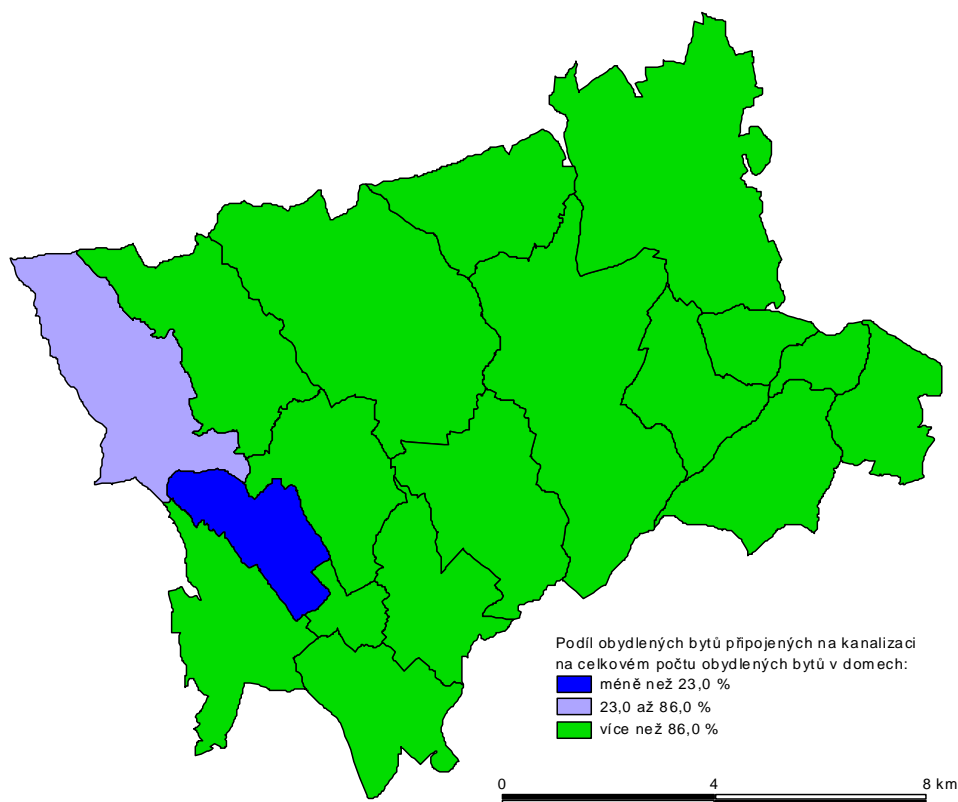 Podíl obydlených bytů připojených na kanalizaci
na celkovém počtu obydlených bytů v domech:
méně než 23,0 %
23,0 až 86,0 %
více než 86,0 %
0 4 8 km